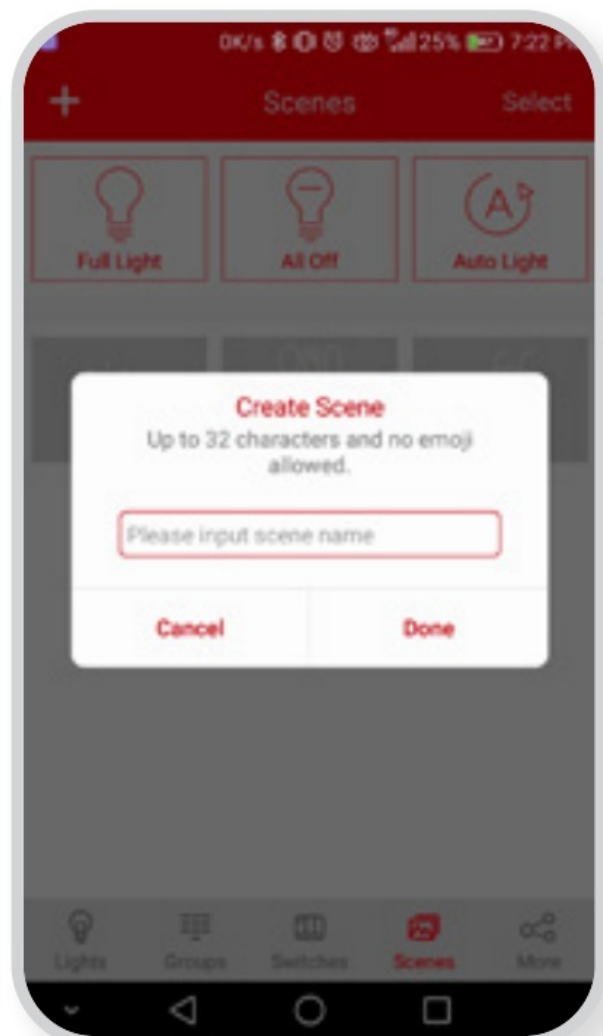 0K/s 25% 7:22 PM
Scenes Select
Full Light All Off Auto Light
Create Scene
Up to 32 characters and no emoji
allowed.
Please input scene name
Cancel Done
Lights Groups Switches Scenes More